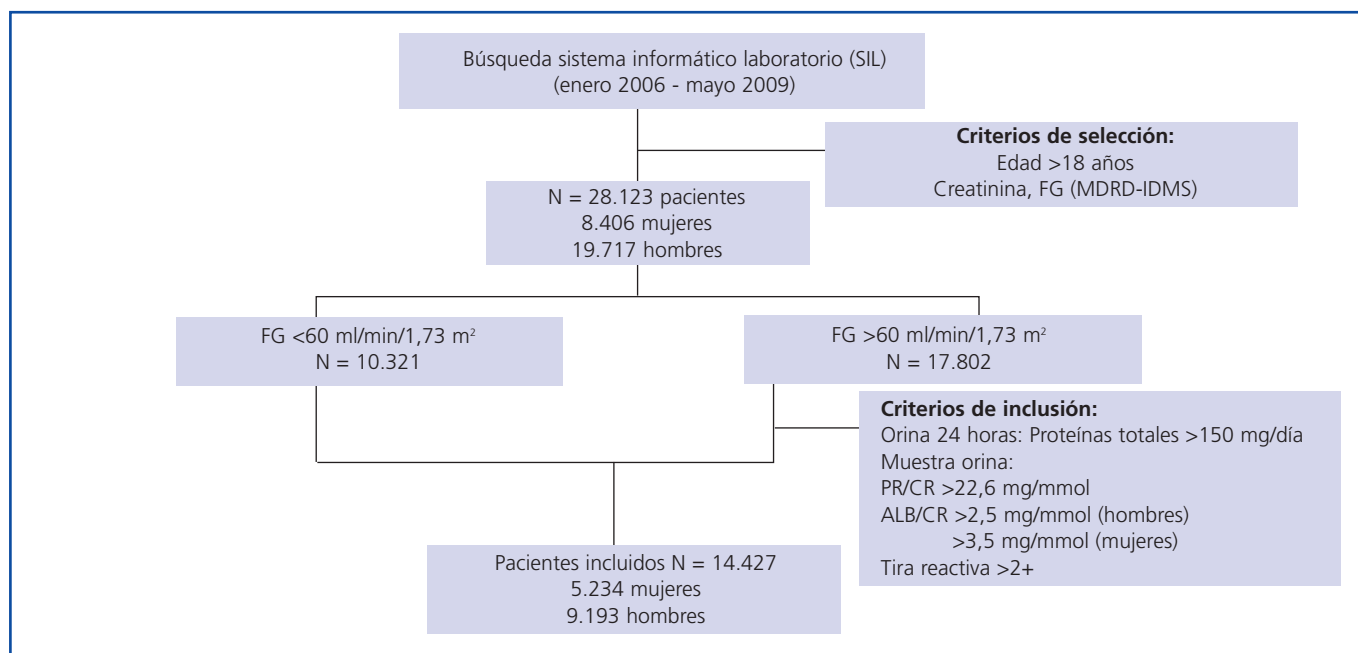 Búsqueda sistema informático laboratorio (SIL)
(enero 2006 - mayo 2009)
Criterios de selección:
Edad >18 años
Creatinina, FG (MDRD-IDMS)
N = 28.123 pacientes
8.406 mujeres
19.717 hombres
FG <60 ml/min/1,73 m²
N = 10.321
FG >60 ml/min/1,73 m²
N = 17.802
Criterios de inclusión:
Orina 24 horas: Proteínas totales >150 mg/día
Muestra orina:
PR/CR >22,6 mg/mmol
ALB/CR >2,5 mg/mmol (hombres)
>3,5 mg/mmol (mujeres)
Tira reactiva >2+
Pacientes incluidos N = 14.427
5.234 mujeres
9.193 hombres